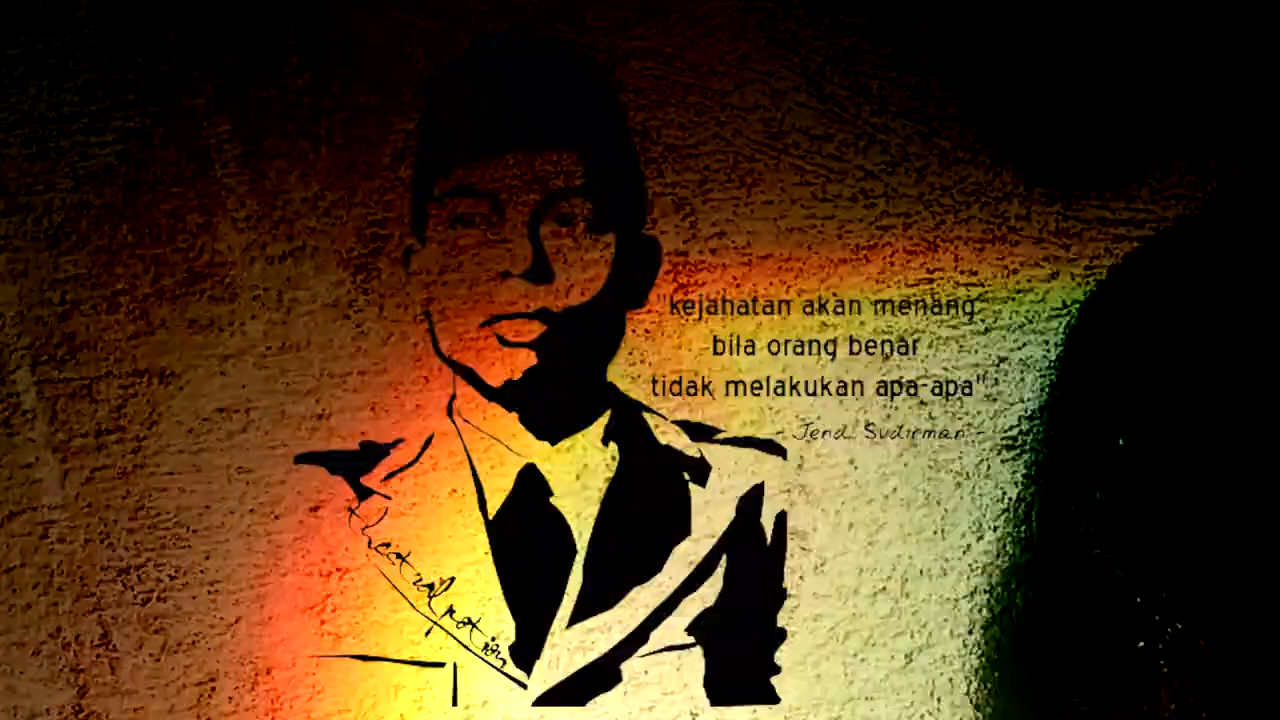 "kejahatan akan menang
bila orang benar
tidak melakukan apa-apa"
- Jend. Sudirman -